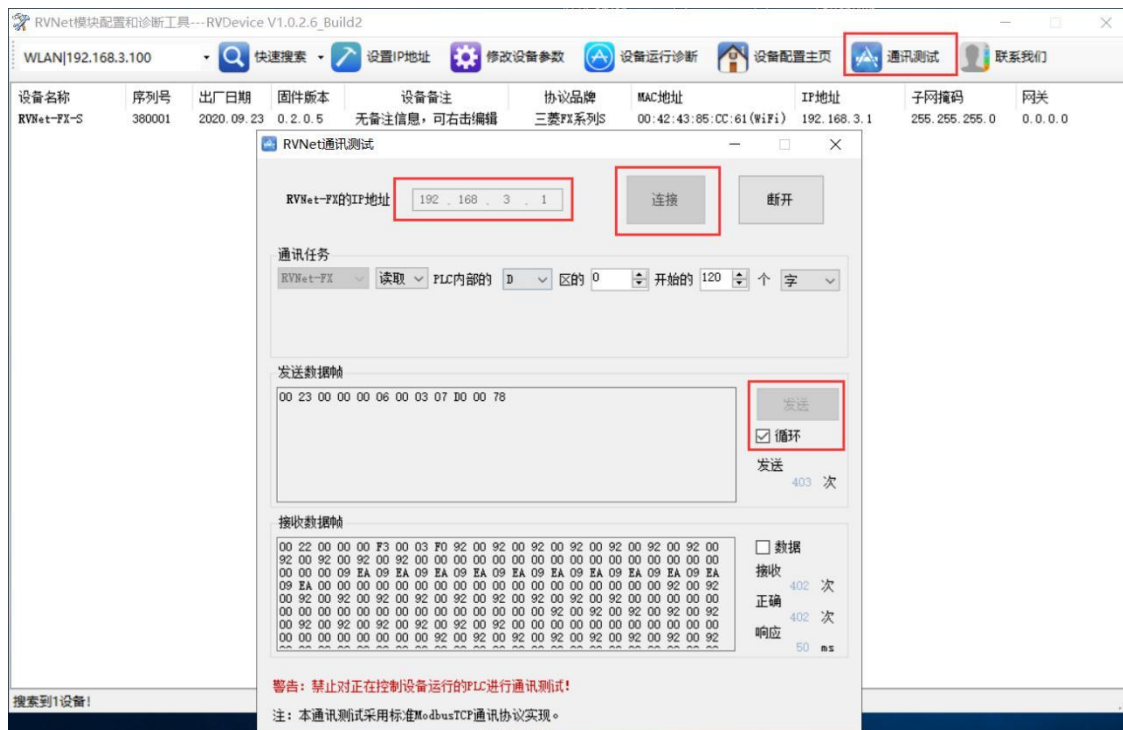 RVNet模块配置和诊断工具---RVDevice V1.0.2.6_Build2
WLAN|192.168.3.100 快速搜索 设置IP地址 修改设备参数 设备运行诊断 设备配置主页 通讯测试 联系我们
设备名称 序列号 出厂日期 固件版本 设备备注 协议品牌 MAC地址 IP地址 子网掩码 网关
RVNet-FX-S 380001 2020.09.23 0.2.0.5 无备注信息，可右击编辑 三菱FX系列S 00:42:43:85:CC:61(WiFi) 192.168.3.1 255.255.255.0 0.0.0.0
RVNet通讯测试
RVNet-FX的IP地址 192 . 168 . 3 . 1 连接 断开
通讯任务
RVNet-FX 读取 PLC内部的 D 区的 0 开始的 120 个 字
发送数据帧
00 23 00 00 00 06 00 03 07 D0 00 78
发送
循环
发送
403 次
接收数据帧
00 22 00 00 00 F3 00 03 F0 92 00 92 00 92 00 92 00 92 00 92 00 92 00
92 00 92 00 92 00 92 00 00 00 00 00 00 00 00 00 00 00 00 00 00 00 00
00 00 00 09 EA 09 EA 09 EA 09 EA 09 EA 09 EA 09 EA 09 EA 09 EA 09 EA
09 EA 00 00 00 00 00 00 00 00 00 00 00 00 00 00 00 00 00 00 92 00 92
00 92 00 92 00 92 00 92 00 92 00 92 00 92 00 92 00 92 00 00 00 00 00
00 00 00 00 00 00 00 00 00 00 00 00 00 00 92 00 92 00 92 00 92 00 92
00 92 00 92 00 92 00 92 00 92 00 92 00 00 00 00 00 00 00 00 00 00 00
00 00 00 00 00 00 00 00 92 00 92 00 92 00 92 00 92 00 92 00 92 00 92
数据
接收
402 次
正确
402 次
响应
50 ms
警告：禁止对正在控制设备运行的PLC进行通讯测试!
搜索到1设备!
注：本通讯测试采用标准ModbusTCP通讯协议实现。